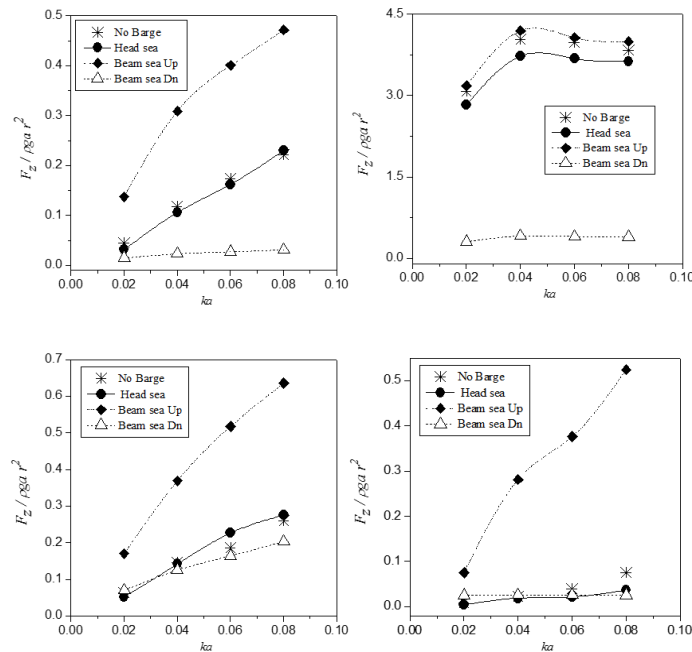 0.5
0.4
0.3
0.2
0.1
0.0
F_z / ρga r²
No Barge
Head sea
Beam sea Up
Beam sea Dn
0.00 0.02 0.04 0.06 0.08 0.10
ka
4.5
3.0
1.5
0.0
F_z / ρga r²
No Barge
Head sea
Beam sea Up
Beam sea Dn
0.00 0.02 0.04 0.06 0.08 0.10
ka
0.7
0.6
0.5
0.4
0.3
0.2
0.1
0.0
F_z / ρga r²
No Barge
Head sea
Beam sea Up
Beam sea Dn
0.00 0.02 0.04 0.06 0.08 0.10
ka
0.5
0.4
0.3
0.2
0.1
0.0
F_z / ρga r²
No Barge
Head sea
Beam sea Up
Beam sea Dn
0.00 0.02 0.04 0.06 0.08 0.10
ka